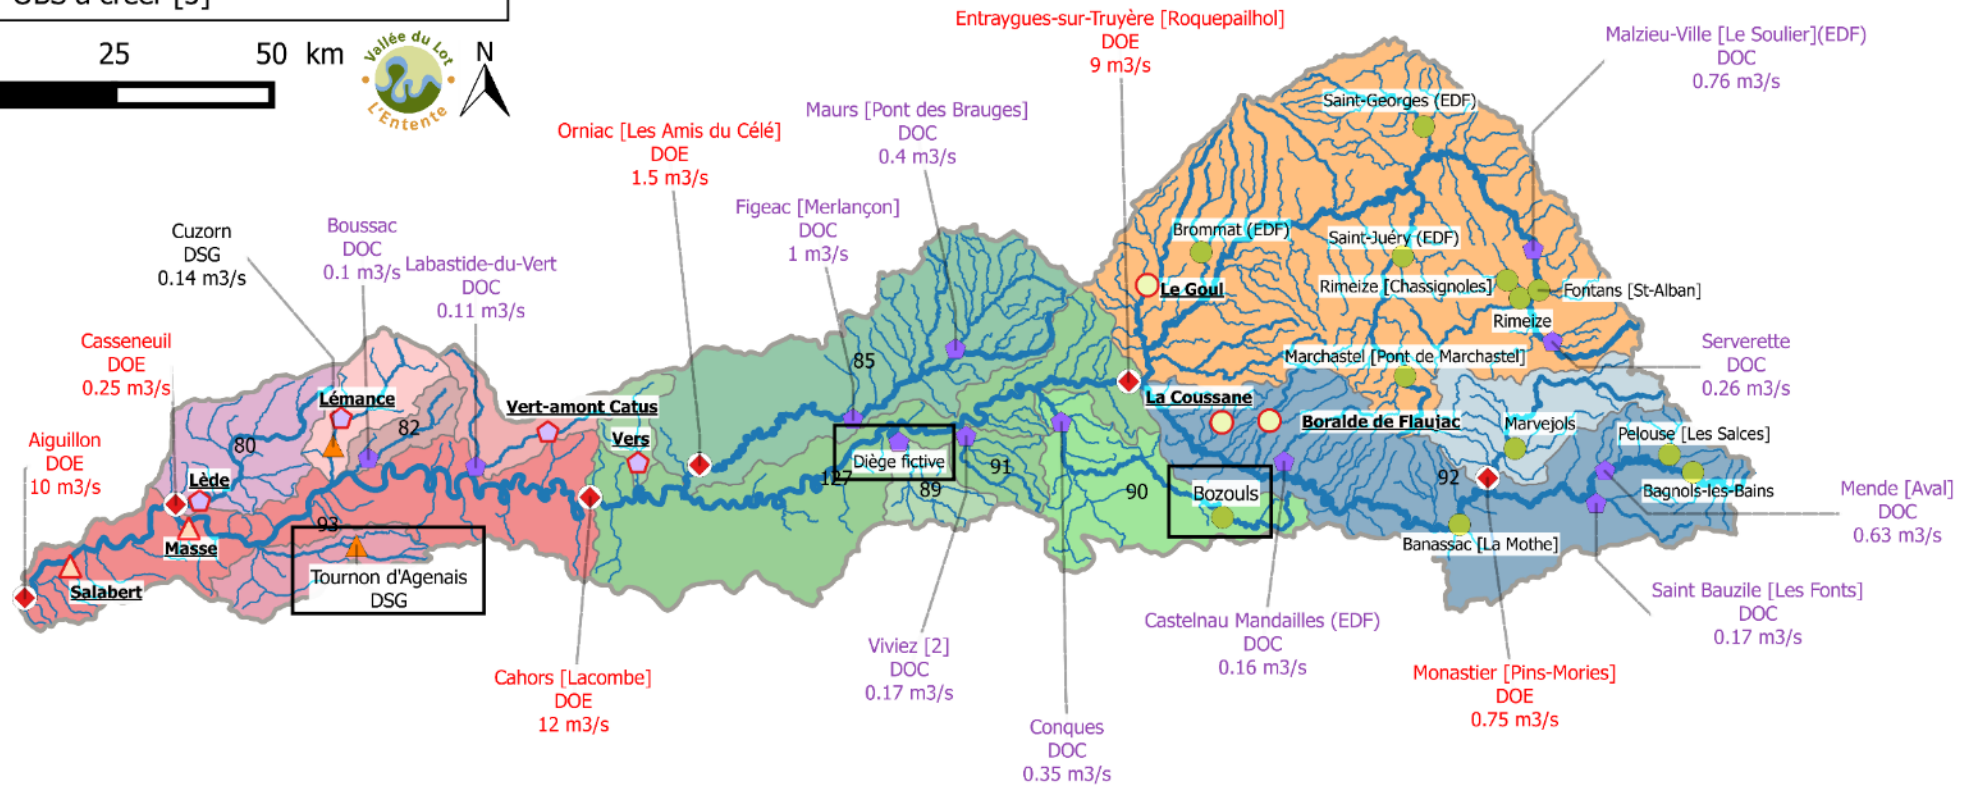 OBS à créer [3]
25
50 km
Vallée du Lot
L'Entente
N
Entraygues-sur-Truyère [Roquepailhol]
DOE
9 m3/s
Malzieu-Ville [Le Soulier](EDF)
DOC
0.76 m3/s
Maurs [Pont des Brauges]
DOC
0.4 m3/s
Orniac [Les Amis du Célé]
DOE
1.5 m3/s
Figeac [Merlançon]
DOC
1 m3/s
Cuzorn
DSG
0.14 m3/s
Boussac
DOC
0.1 m3/s
Labastide-du-Vert
DOC
0.11 m3/s
Casseneuil
DOE
0.25 m3/s
Aiguillon
DOE
10 m3/s
Saint-Georges (EDF)
Brommat (EDF)
Saint-Juéry (EDF)
Le Goul
Rimeize [Chassignoles]
Fontans [St-Alban]
Rimeize
Serverette
DOC
0.26 m3/s
Marchastel [Pont de Marchastel]
La Coussane
Boralde de Flaujac
Marvejols
Pelouse [Les Salces]
Bagnols-les-Bains
Mende [Aval]
DOC
0.63 m3/s
Lémance
Vert-amont Catus
Vers
Lède
Masse
Salabert
80
82
85
93
127
89
91
90
92
Diège fictive
Bozouls
Banassac [La Mothe]
Tournon d'Agenais
DSG
Saint Bauzile [Les Fonts]
DOC
0.17 m3/s
Castelnau Mandailles (EDF)
DOC
0.16 m3/s
Viviez [2]
DOC
0.17 m3/s
Cahors [Lacombe]
DOE
12 m3/s
Monastier [Pins-Mories]
DOE
0.75 m3/s
Conques
DOC
0.35 m3/s